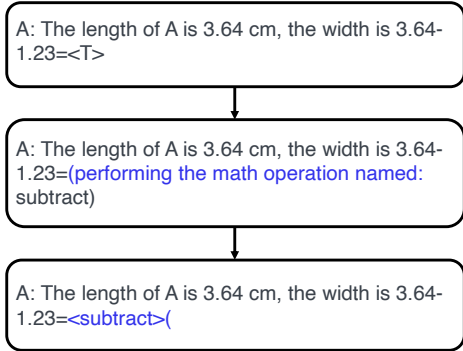 A: The length of A is 3.64 cm, the width is 3.64-
1.23=<T>
A: The length of A is 3.64 cm, the width is 3.64-
1.23=(performing the math operation named:
subtract)
A: The length of A is 3.64 cm, the width is 3.64-
1.23=<subtract>(